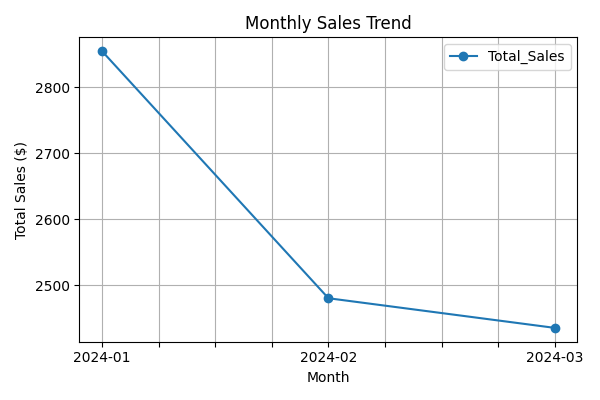 Monthly Sales Trend
Total_Sales
2800
2700
2600
2500
Total Sales ($)
2024-01 2024-02 2024-03
Month